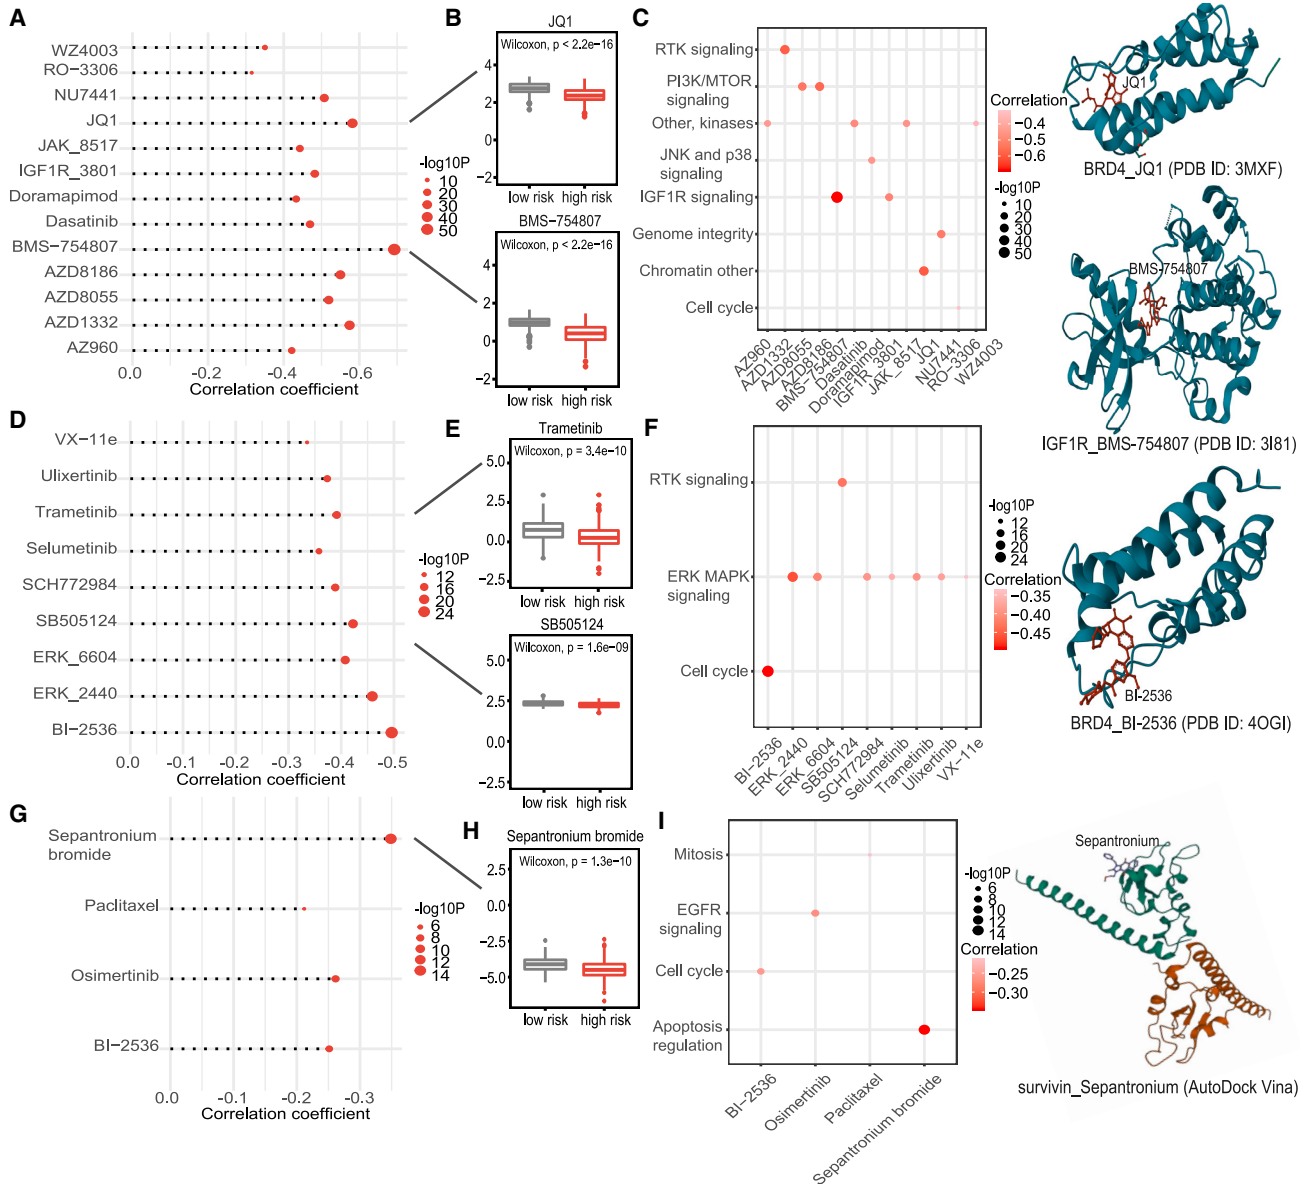 A
WZ4003
RO−3306
NU7441
JQ1
JAK_8517
IGF1R_3801
Doramapimod
Dasatinib
BMS−754807
AZD8186
AZD8055
AZD1332
AZ960
0.0
-0.2
-0.4
-0.6
Correlation coefficient
-log10P
10
20
30
40
50
B
JQ1
Wilcoxon, p < 2.2e−16
4
2
0
−2
low risk
high risk
BMS−754807
Wilcoxon, p < 2.2e−16
4
2
0
−2
low risk
high risk
C
RTK signaling
PI3K/MTOR
signaling
Other, kinases
JNK and p38
signaling
IGF1R signaling
Genome integrity
Chromatin other
Cell cycle
AZ960
AZD1332
AZD8055
AZD8186
BMS−754807
Dasatinib
Doramapimod
IGF1R_3801
JAK_8517
JQ1
NU7441
RO−3306
WZ4003
Correlation
−0.4
−0.5
−0.6
-log10P
10
20
30
40
50
JQ1
BRD4_JQ1 (PDB ID: 3MXF)
BMS-754807
IGF1R_BMS-754807 (PDB ID: 3I81)
D
VX−11e
Ulixertinib
Trametinib
Selumetinib
SCH772984
SB505124
ERK_6604
ERK_2440
BI−2536
0.0
-0.1
-0.2
-0.3
-0.4
-0.5
Correlation coefficient
-log10P
12
16
20
24
E
Trametinib
Wilcoxon, p = 3.4e−10
5.0
2.5
0.0
−2.5
low risk
high risk
SB505124
Wilcoxon, p = 1.6e−09
5.0
2.5
0.0
−2.5
low risk
high risk
F
RTK signaling
ERK MAPK
signaling
Cell cycle
BI−2536
ERK_2440
ERK_6604
SB505124
SCH772984
Selumetinib
Trametinib
Ulixertinib
VX−11e
-log10P
12
16
20
24
Correlation
−0.35
−0.40
−0.45
BI-2536
BRD4_BI-2536 (PDB ID: 4OGI)
G
Sepantronium
bromide
Paclitaxel
Osimertinib
BI−2536
0.0
-0.1
-0.2
-0.3
Correlation coefficient
-log10P
6
8
10
12
14
H
Sepantronium bromide
Wilcoxon, p = 1.3e−10
2.5
0.0
−2.5
−5.0
low risk
high risk
I
Mitosis
EGFR
signaling
Cell cycle
Apoptosis
regulation
BI−2536
Osimertinib
Paclitaxel
Sepantronium bromide
-log10P
6
8
10
12
14
Correlation
−0.25
−0.30
Sepantronium
survivin_Sepantronium (AutoDock Vina)